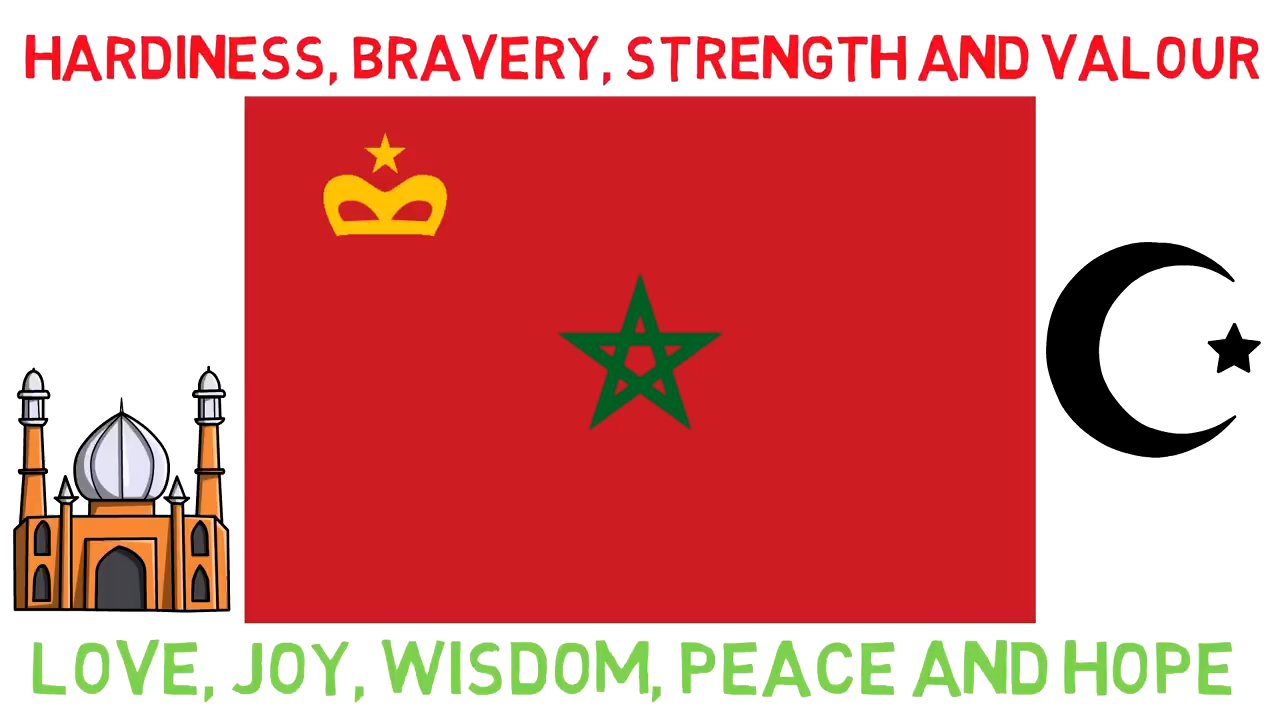 HARDINESS, BRAVERY, STRENGTH AND VALOUR
LOVE, JOY, WISDOM, PEACE AND HOPE